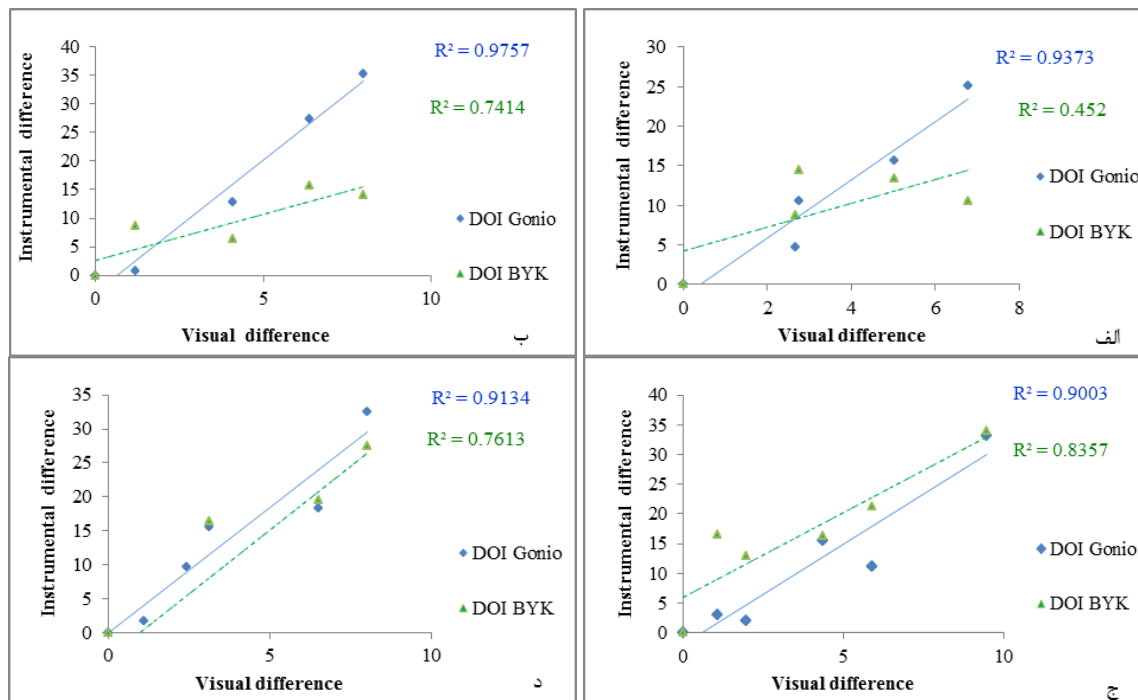 R² = 0.9757
R² = 0.7414
40
35
30
25
20
15
10
5
0
0 5 10
Instrumental difference
Visual difference
DOI Gonio
DOI BYK
ب
R² = 0.9373
R² = 0.452
30
25
20
15
10
5
0
0 2 4 6 8
Instrumental difference
Visual difference
DOI Gonio
DOI BYK
الف
R² = 0.9134
R² = 0.7613
35
30
25
20
15
10
5
0
0 5 10
Instrumental difference
Visual difference
DOI Gonio
DOI BYK
د
R² = 0.9003
R² = 0.8357
40
35
30
25
20
15
10
5
0
0 5 10
Instrumental difference
Visual difference
DOI Gonio
DOI BYK
ج